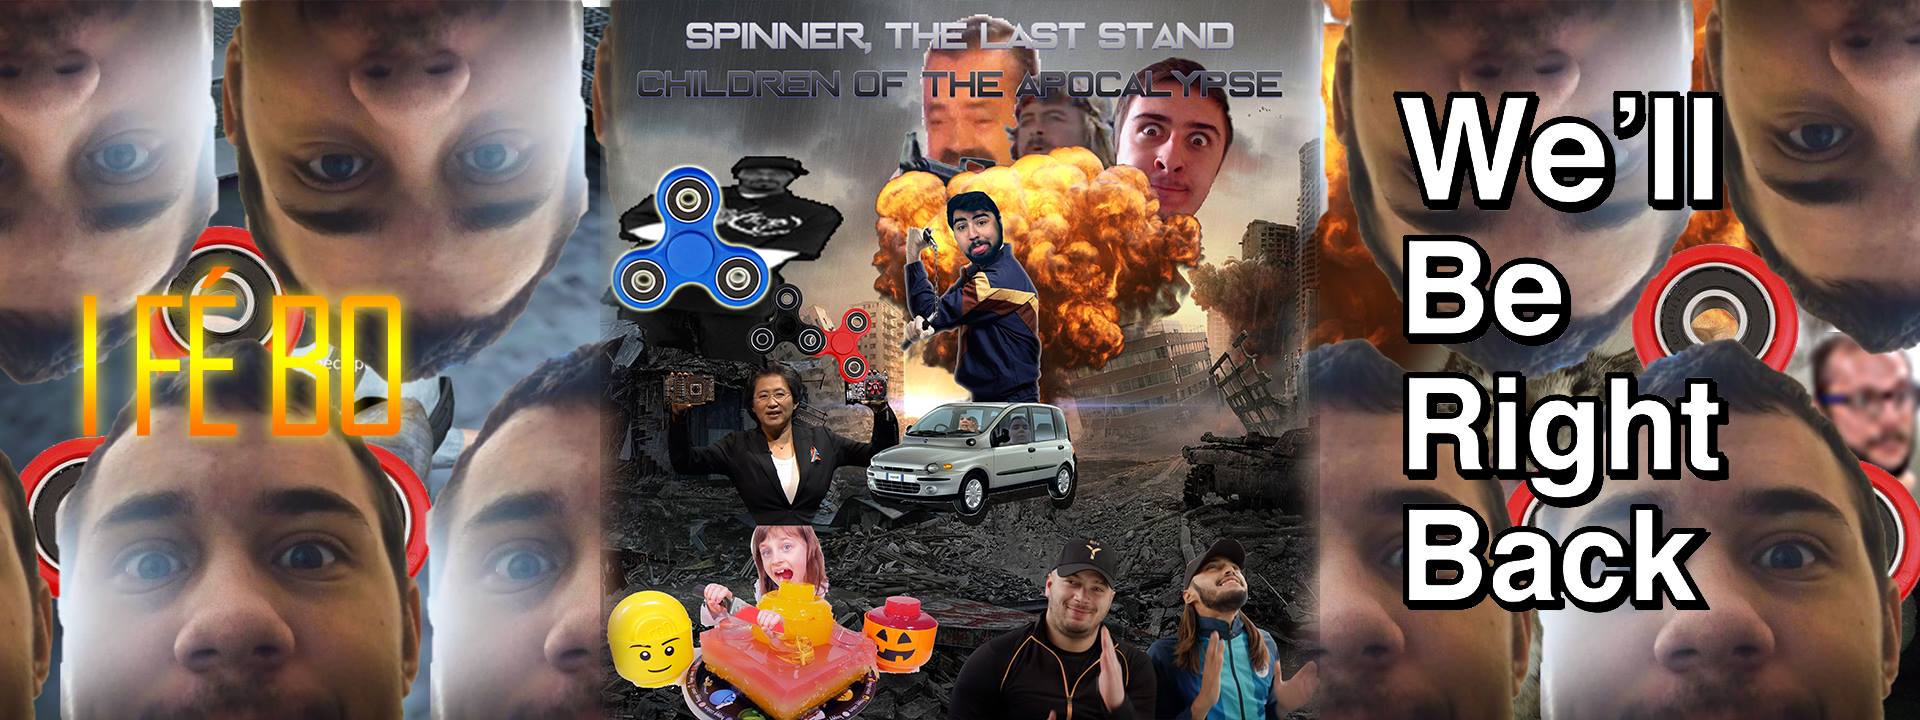 SPINNER, THE LAST STAND
CHILDREN OF THE APOCALYPSE
I FÉ BO
We'll
Be
Right
Back